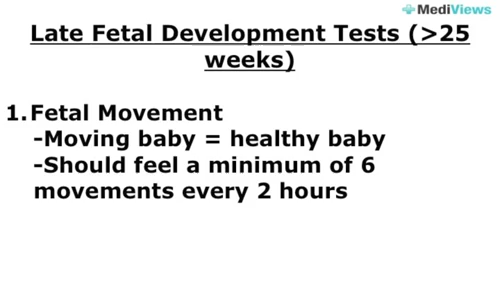 MediViews
Late Fetal Development Tests (>25
weeks)
1.Fetal Movement
-Moving baby = healthy baby
-Should feel a minimum of 6
movements every 2 hours